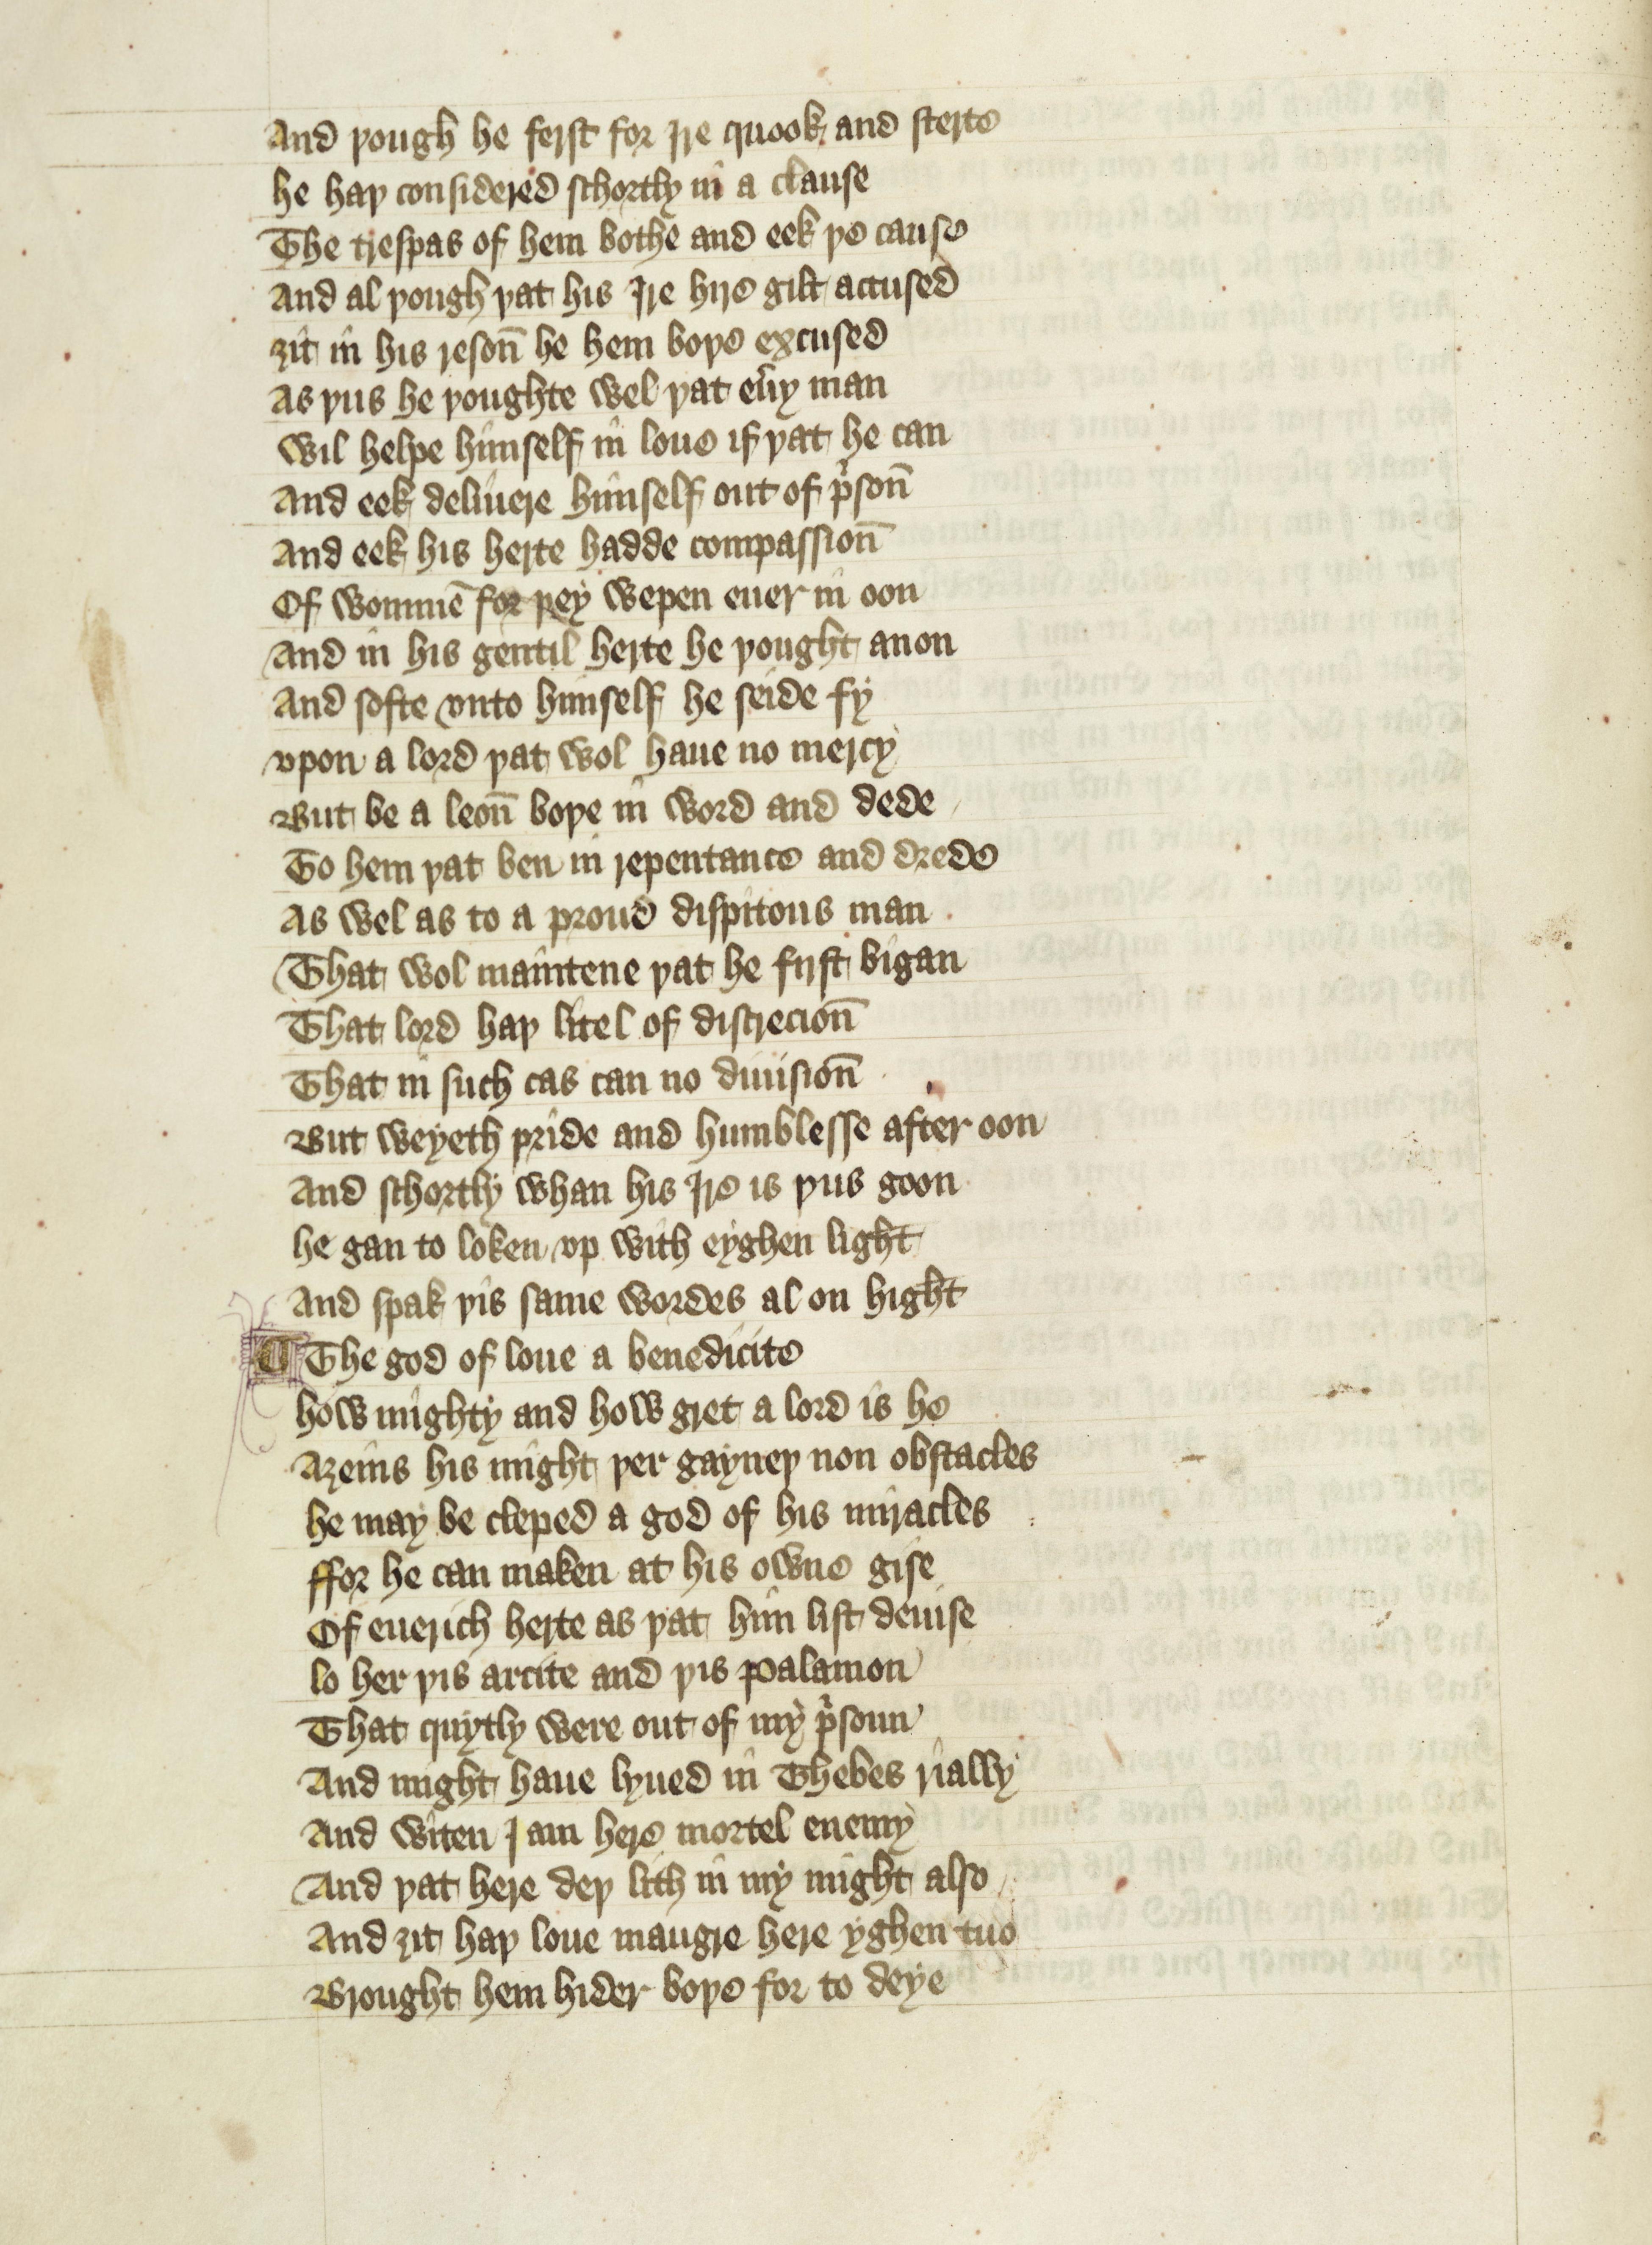 And þough he ferst for Ire quook and sterte
he haþ considered schortly in a clause
The trespas of hem bothe and eek þe cause
And al þough þat his Ire hire gilt accused
ȝit in his resoun̄ he hem boþe excused
As þus he þoughte wel þat eu̾y man
wil helpe himself in loue if þat he can
And eek deliuere himself out of p̾soun̄
And eek his herte hadde compassion̄
Of wommē for þey wepen euer in oon
And in his gentil herte he þought anon
And softe vnto himself he seide fy
vpon a lord þat wol haue no mercy
But be a leon̄ boþe in word and dede
To hem þat ben in repentance and drede
As wel as to a proud dispitous man
That wol maintene þat he first bigan
That lord haþ litel of discrecion̄
That in such cas can no diuision̄
But weyeth pride and humblesse after oon
And schortly whan his Ire is þus goon
he gan to loken vp with eyghen light
And spak þis same wordes al on hight
The god of loue a benedicite
how mighty and how gret a lord is he
Aȝeins his might þer gayneþ non obstacles
he may be cleped a god of his miracles
ffor he can maken at his owne gise
Of euerich herte as þat him list deuise
lo her þis arcite and þis palamon
That quytly were out of my p̾soun
And might haue lyued in Thebes rially
And witen I am here mortel enemy
And þat here deþ lith in my might also
And ȝit haþ loue maugre here yghen tuo
Brought hem hider boþe for to deye